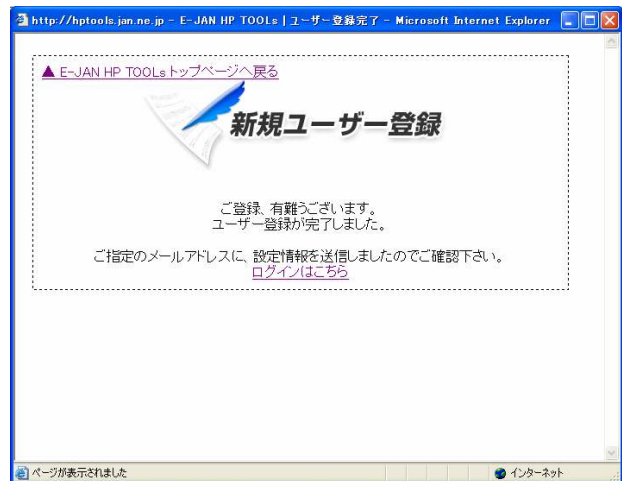 http://hptools.jan.ne.jp - E-JAN HP TOOLs | ユーザー登録完了 - Microsoft Internet Explorer
▲ E-JAN HP TOOLsトップページへ戻る
新規ユーザー登録
ご登録、有難うございます。
ユーザー登録が完了しました。
ご指定のメールアドレスに、設定情報を送信しましたのでご確認下さい。
ログインはこちら
ページが表示されました
インターネット